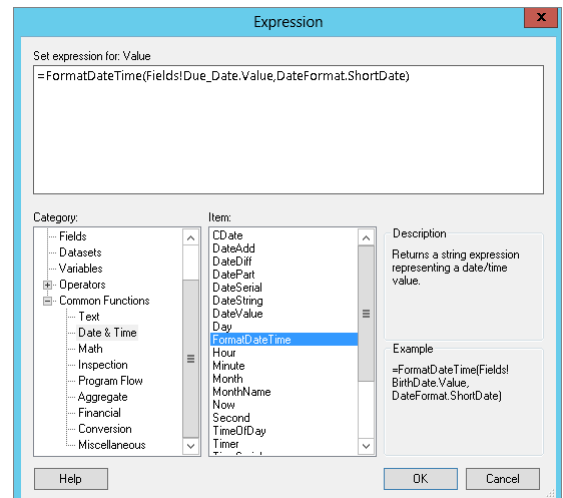 Expression
x
Set expression for: Value
=FormatDateTime(Fields!Due_Date.Value,DateFormat.ShortDate)
Category:
Fields
Datasets
Variables
Operators
Common Functions
Text
Date & Time
Math
Inspection
Program Flow
Aggregate
Financial
Conversion
Miscellaneous
Item:
CDate
DateAdd
DateDiff
DatePart
DateSerial
DateString
DateValue
Day
FormatDateTime
Hour
Minute
Month
MonthName
Now
Second
TimeOfDay
Timer
Description
Returns a string expression
representing a date/time
value.
Example
=FormatDateTime(Fields!
BirthDate.Value,
DateFormat.ShortDate)
Help
OK
Cancel